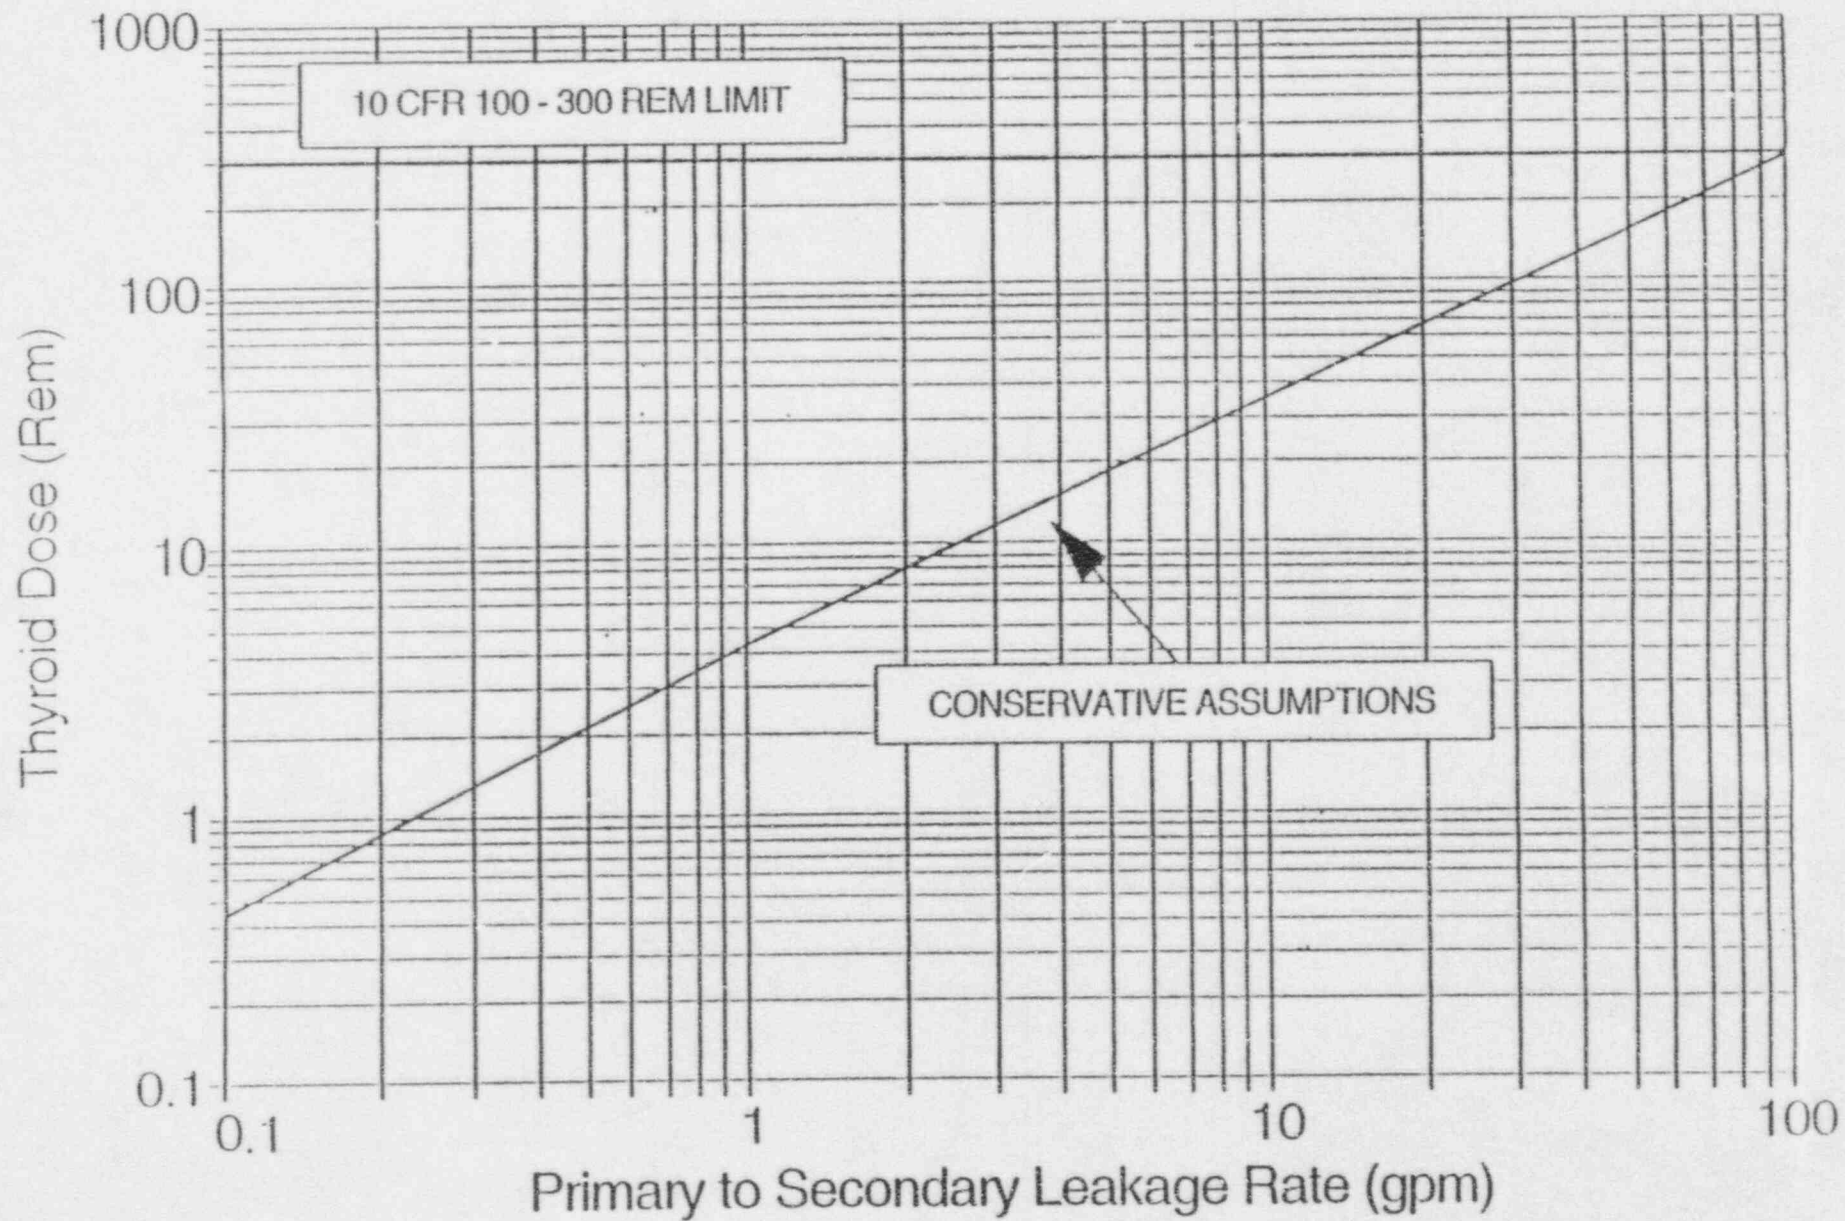 1000
10 CFR 100 - 300 REM LIMIT
100
Thyroid Dose (Rem)
10
CONSERVATIVE ASSUMPTIONS
1
0.1
0.1
1
10
100
Primary to Secondary Leakage Rate (gpm)